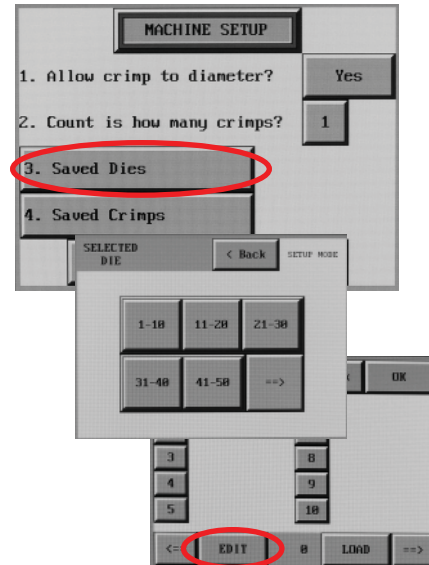 MACHINE SETUP
1. Allow crimp to diameter? Yes
2. Count is how many crimps? 1
3. Saved Dies
4. Saved Crimps
SELECTED DIE < Back SETUP MODE
1-10 11-20 21-30
31-40 41-50 ==>
OK
3 8
4 9
5 10
<= EDIT 0 LOAD ==>